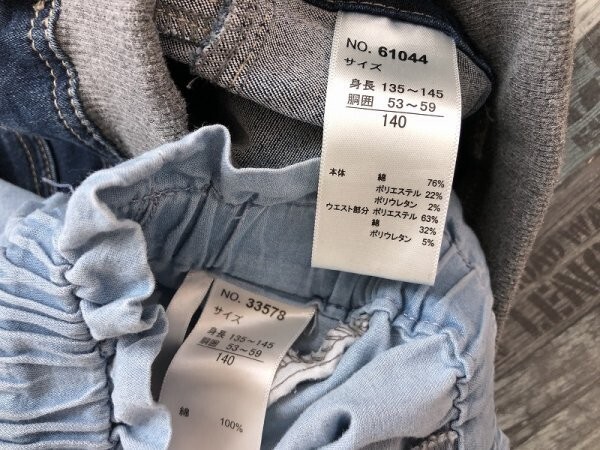 NO. 61044
サイズ
身長 135～145
胴囲 53～59
140
本体 綿 76%
ポリエステル 22%
ポリウレタン 2%
ウエスト部分 ポリエステル 63%
綿 32%
ポリウレタン 5%
NO. 33578
サイズ
身長 135～145
胴囲 53～59
140
綿 100%